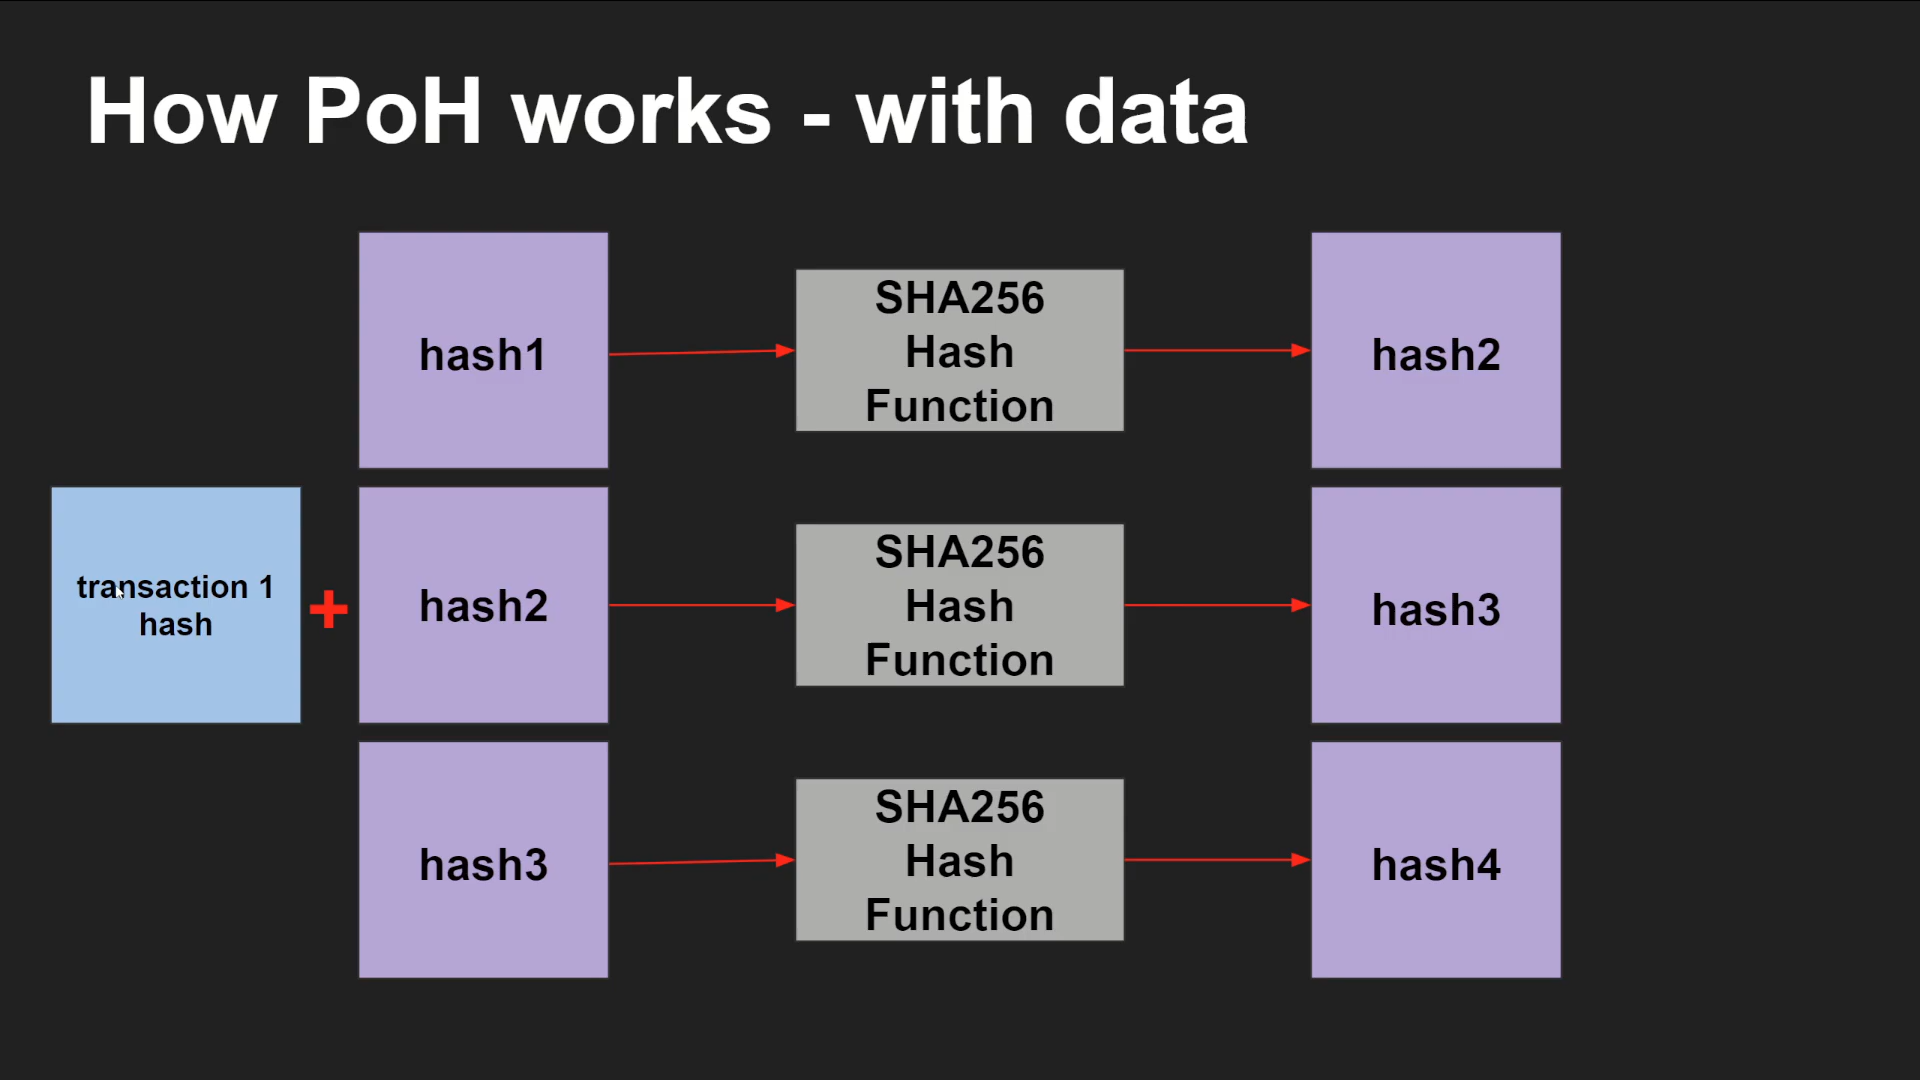 How PoH works - with data
hash1
SHA256
Hash
Function
hash2
transaction 1
hash
+
hash2
SHA256
Hash
Function
hash3
hash3
SHA256
Hash
Function
hash4